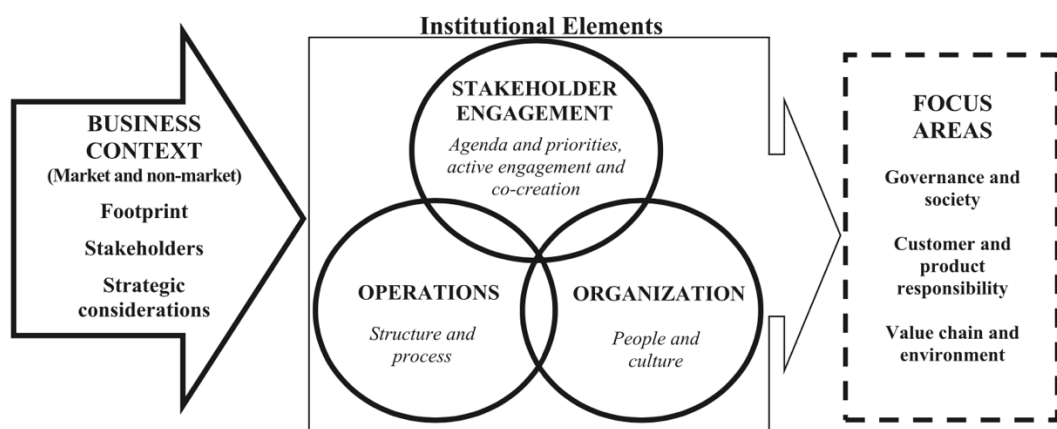 Institutional Elements
BUSINESS
CONTEXT
(Market and non-market)
Footprint
Stakeholders
Strategic
considerations
STAKEHOLDER
ENGAGEMENT
Agenda and priorities,
active engagement and
co-creation
OPERATIONS
Structure and
process
ORGANIZATION
People and
culture
FOCUS
AREAS
Governance and
society
Customer and
product
responsibility
Value chain and
environment